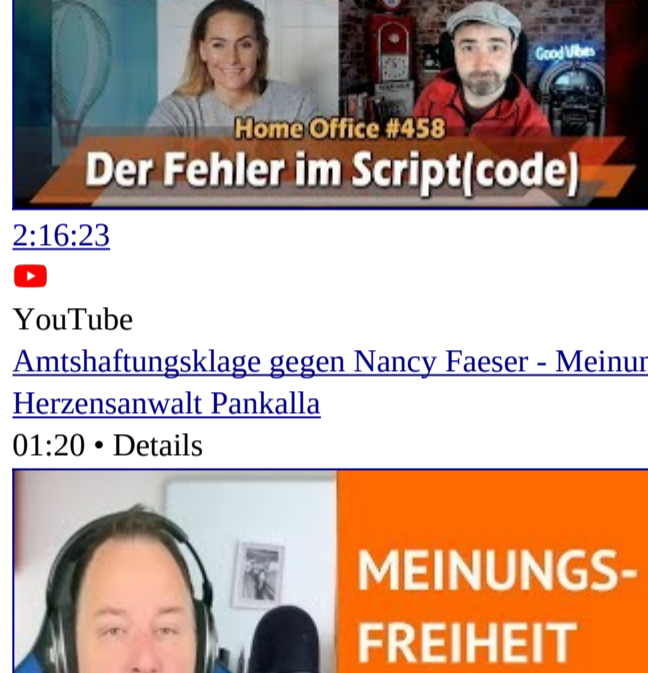 Good Vibes
Home Office #458
Der Fehler im Script(code)
2:16:23
YouTube
Amtshaftungsklage gegen Nancy Faeser - Meinun
Herzensanwalt Pankalla
01:20 • Details
MEINUNGS-
FREIHEIT